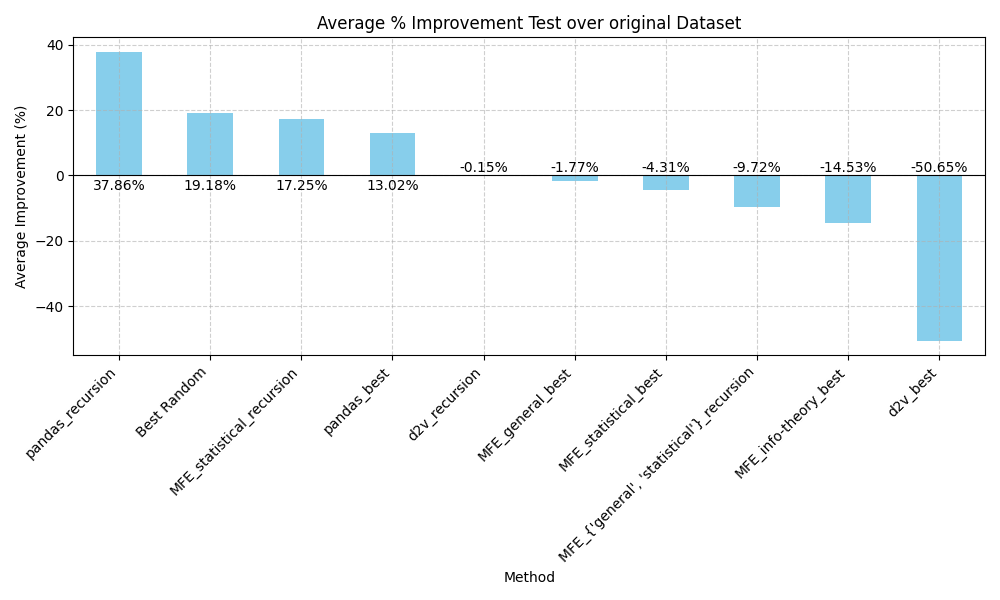 Average % Improvement Test over original Dataset
Average Improvement (%)
40
20
0
−20
−40
37.86%
19.18%
17.25%
13.02%
-0.15%
-1.77%
-4.31%
-9.72%
-14.53%
-50.65%
pandas_recursion
Best Random
MFE_statistical_recursion
pandas_best
d2v_recursion
MFE_general_best
MFE_statistical_best
MFE_{'general', 'statistical'}_recursion
MFE_info-theory_best
d2v_best
Method